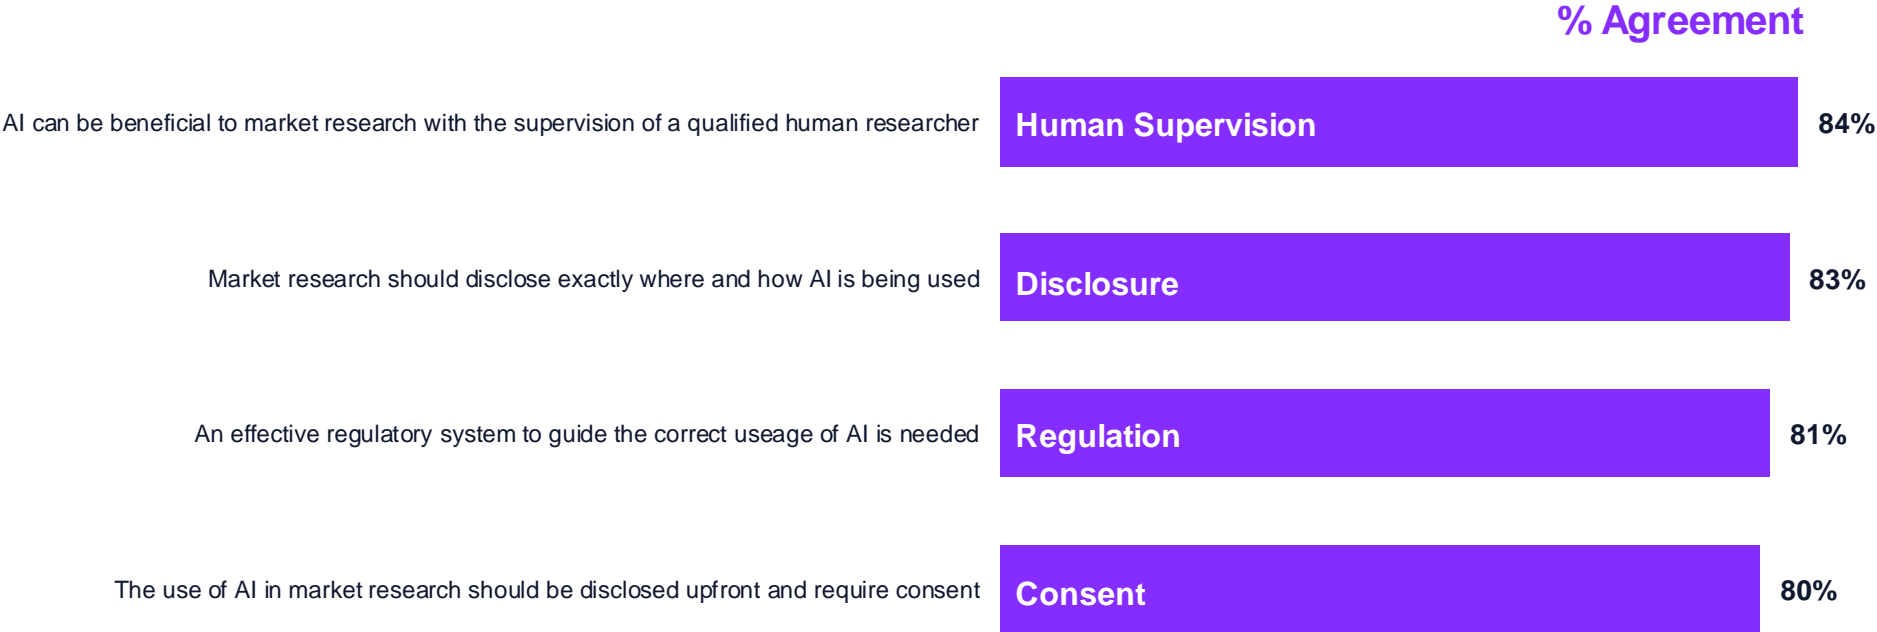 % Agreement
AI can be beneficial to market research with the supervision of a qualified human researcher
Human Supervision
84%
Market research should disclose exactly where and how AI is being used
Disclosure
83%
An effective regulatory system to guide the correct useage of AI is needed
Regulation
81%
The use of AI in market research should be disclosed upfront and require consent
Consent
80%